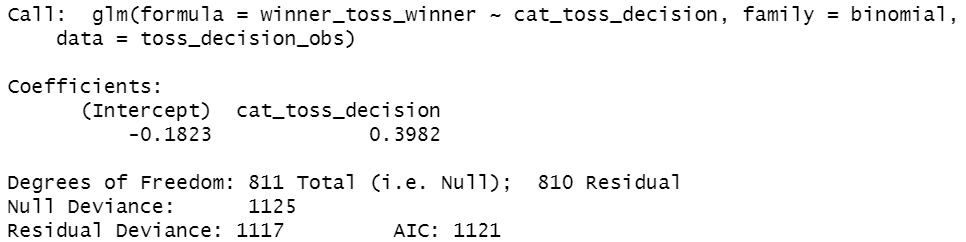 Call:  glm(formula = winner_toss_winner ~ cat_toss_decision, family = binomial,
    data = toss_decision_obs)

Coefficients:
      (Intercept)  cat_toss_decision
          -0.1823             0.3982

Degrees of Freedom: 811 Total (i.e. Null);  810 Residual
Null Deviance:      1125
Residual Deviance: 1117         AIC: 1121